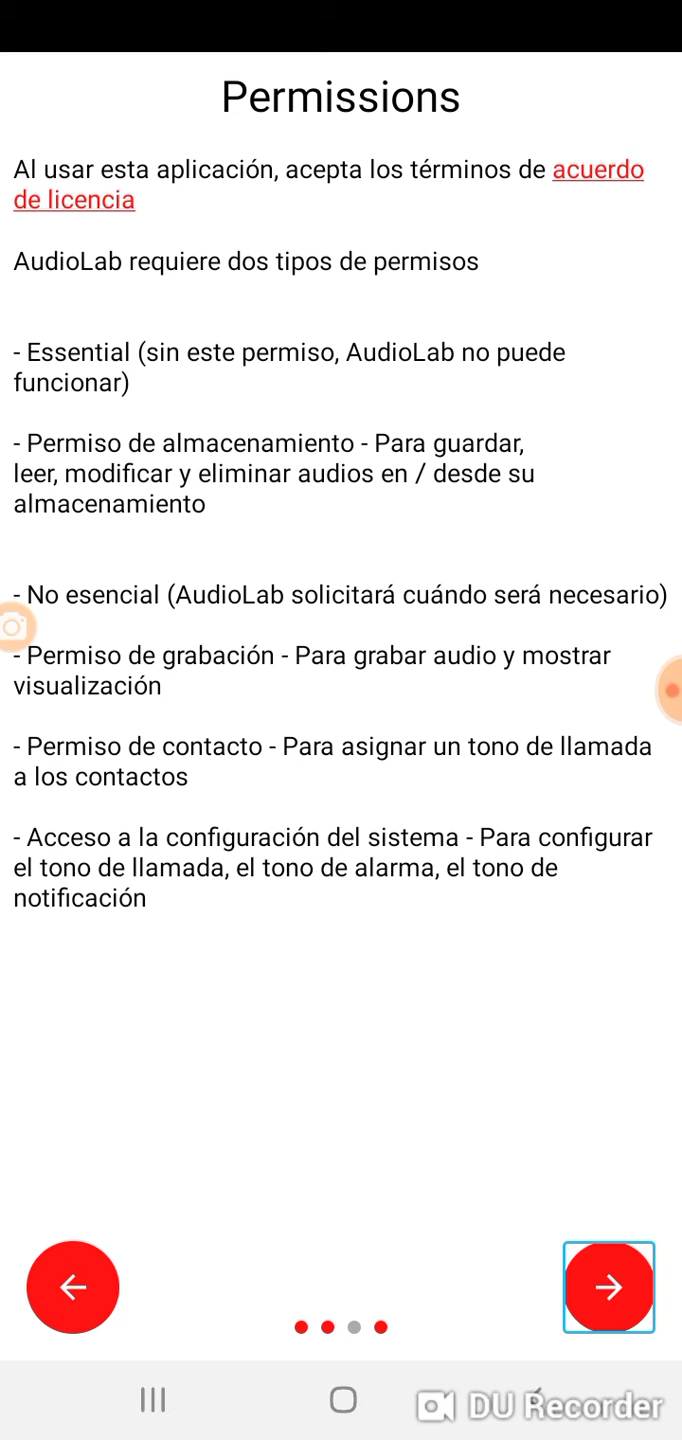 Permissions
Al usar esta aplicación, acepta los términos de acuerdo
de licencia
AudioLab requiere dos tipos de permisos
- Essential (sin este permiso, AudioLab no puede
funcionar)
- Permiso de almacenamiento - Para guardar,
leer, modificar y eliminar audios en / desde su
almacenamiento
- No esencial (AudioLab solicitará cuándo será necesario)
- Permiso de grabación - Para grabar audio y mostrar
visualización
- Permiso de contacto - Para asignar un tono de llamada
a los contactos
- Acceso a la configuración del sistema - Para configurar
el tono de llamada, el tono de alarma, el tono de
notificación
DU Recorder